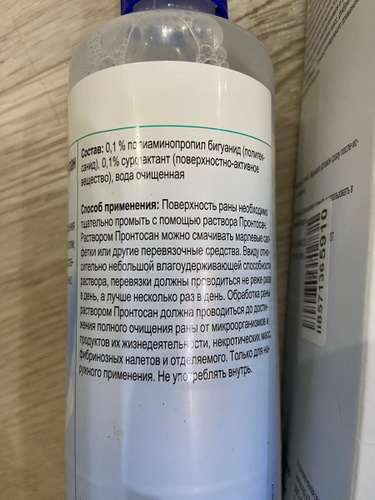 Состав: 0,1 % полиаминопропил бигуанид (полигек-
санид), 0,1% сурфактант (поверхностно-активное
вещество), вода очищенная
Способ применения: Поверхность раны необходимо
тщательно промыть с помощью раствора Пронтосан.
Раствором Пронтосан можно смачивать марлевые сал-
фетки или другие перевязочные средства. Ввиду отно-
сительно небольшой влагоудерживающей способности
раствора, перевязки должны проводиться не реже раза
в день, а лучше несколько раз в день. Обработка раны
раствором Пронтосан должна проводиться до дости-
жения полного очищения раны от микроорганизмов и
продуктов их жизнедеятельности, некротических масс,
фибринозных налетов и отделяемого. Только для на-
ружного применения. Не употреблять внутрь.